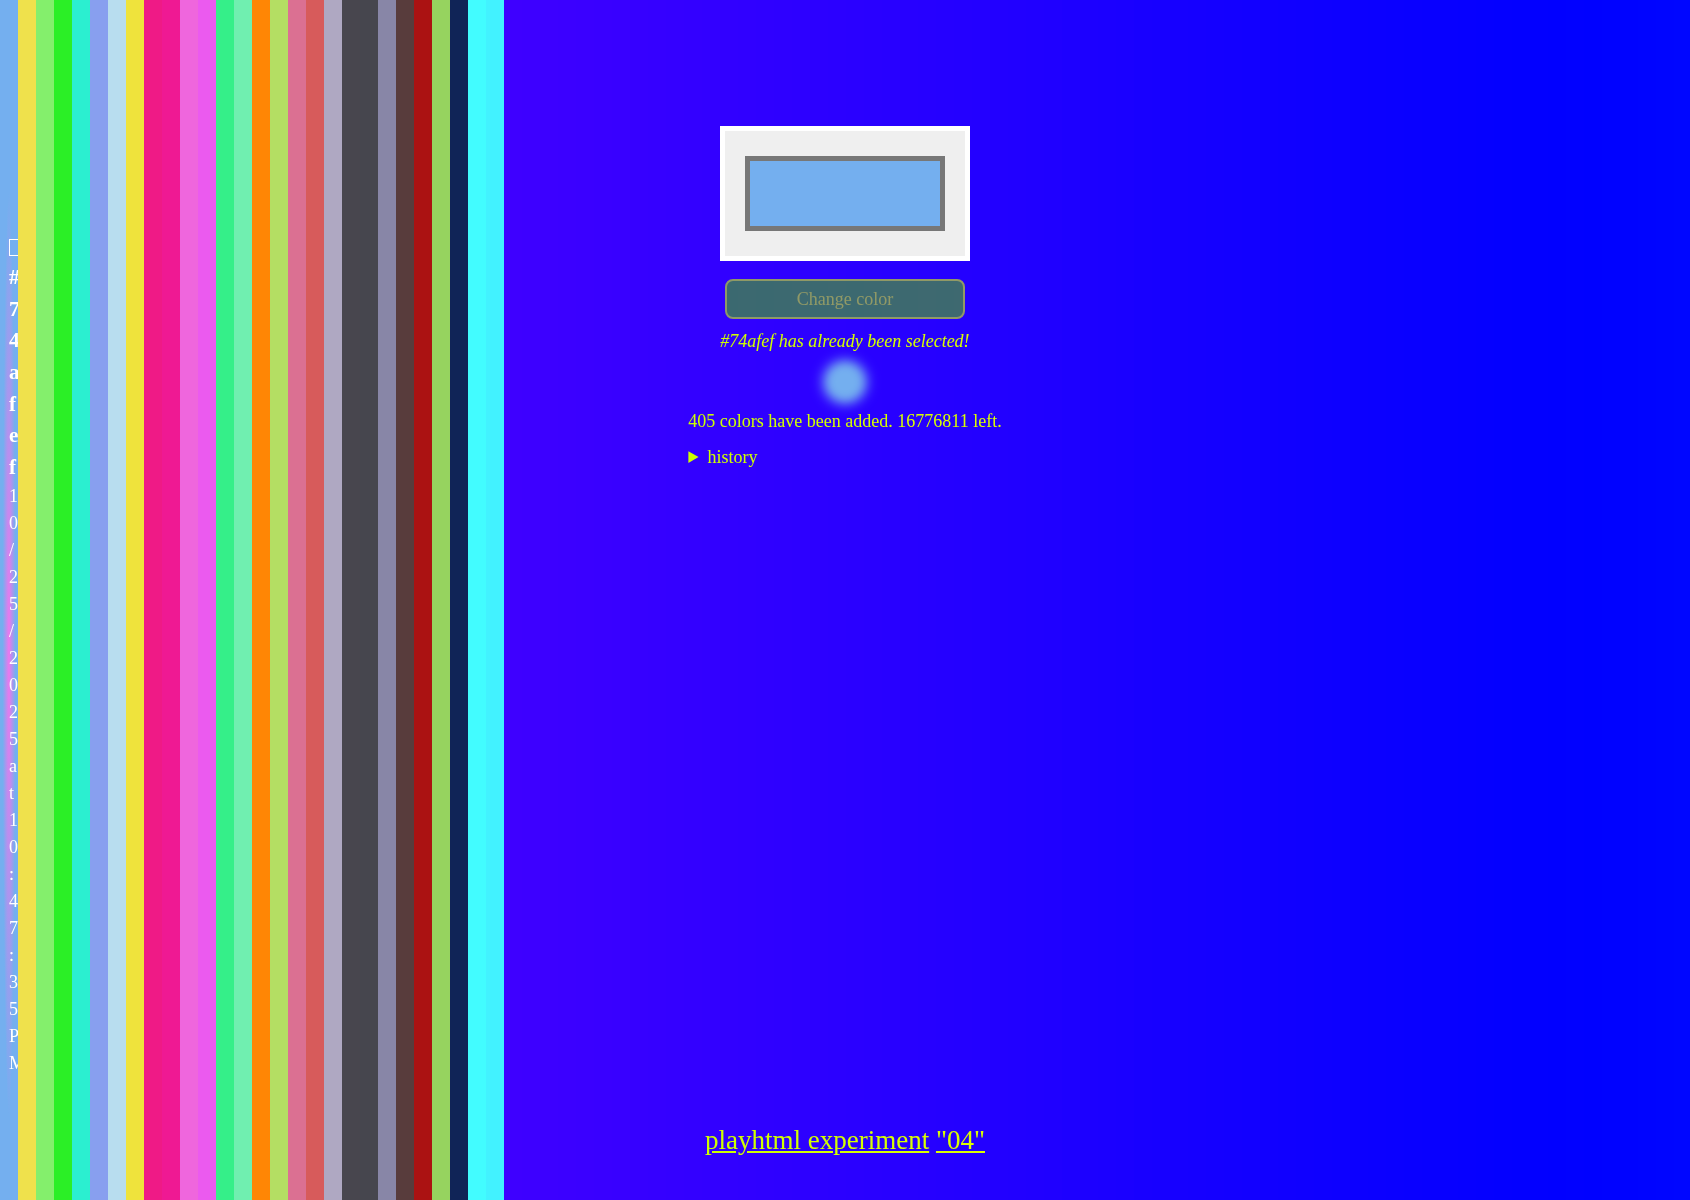 #74afef
10/25/2025 at 10:47:35 PM
Change color
#74afef has already been selected!
405 colors have been added. 16776811 left.
history
playhtml experiment "04"